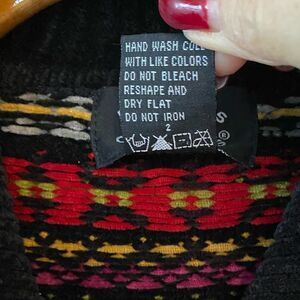 HAND WASH COLD
WITH LIKE COLORS
DO NOT BLEACH
RESHAPE AND
DRY FLAT
DO NOT IRON
2